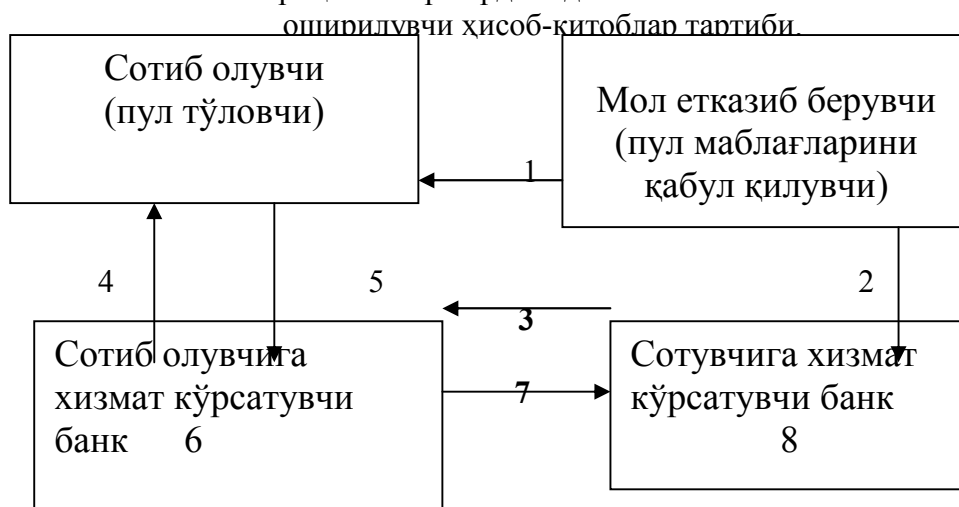 оширилувчи ҳисоб-китоблар тартиби.
Сотиб олувчи
(пул тўловчи)
Мол етказиб берувчи
(пул маблағларини
қабул қилувчи)
1
4
5
2
3
Сотиб олувчига
хизмат кўрсатувчи
банк 6
7
Сотувчига хизмат
кўрсатувчи банк
8